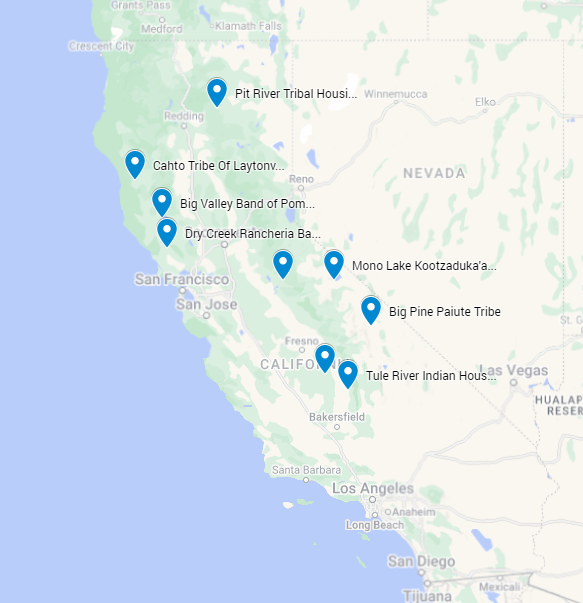 Grants Pass
Medford
Klamath Falls
Crescent City
Pit River Tribal Housi...
Winnemucca
Elko
Redding
Cahto Tribe Of Laytonv...
NEVADA
Reno
Big Valley Band of Pom...
Dry Creek Rancheria Ba...
Mono Lake Kootzaduka'a...
San Francisco
San Jose
Big Pine Paiute Tribe
St. G
Fresno
CALIFO
Tule River Indian Hous...
Las Vegas
HUALAP
RESER
Bakersfield
Santa Barbara
Los Angeles
Anaheim
Long Beach
San Diego
Mexicali
Tijuana